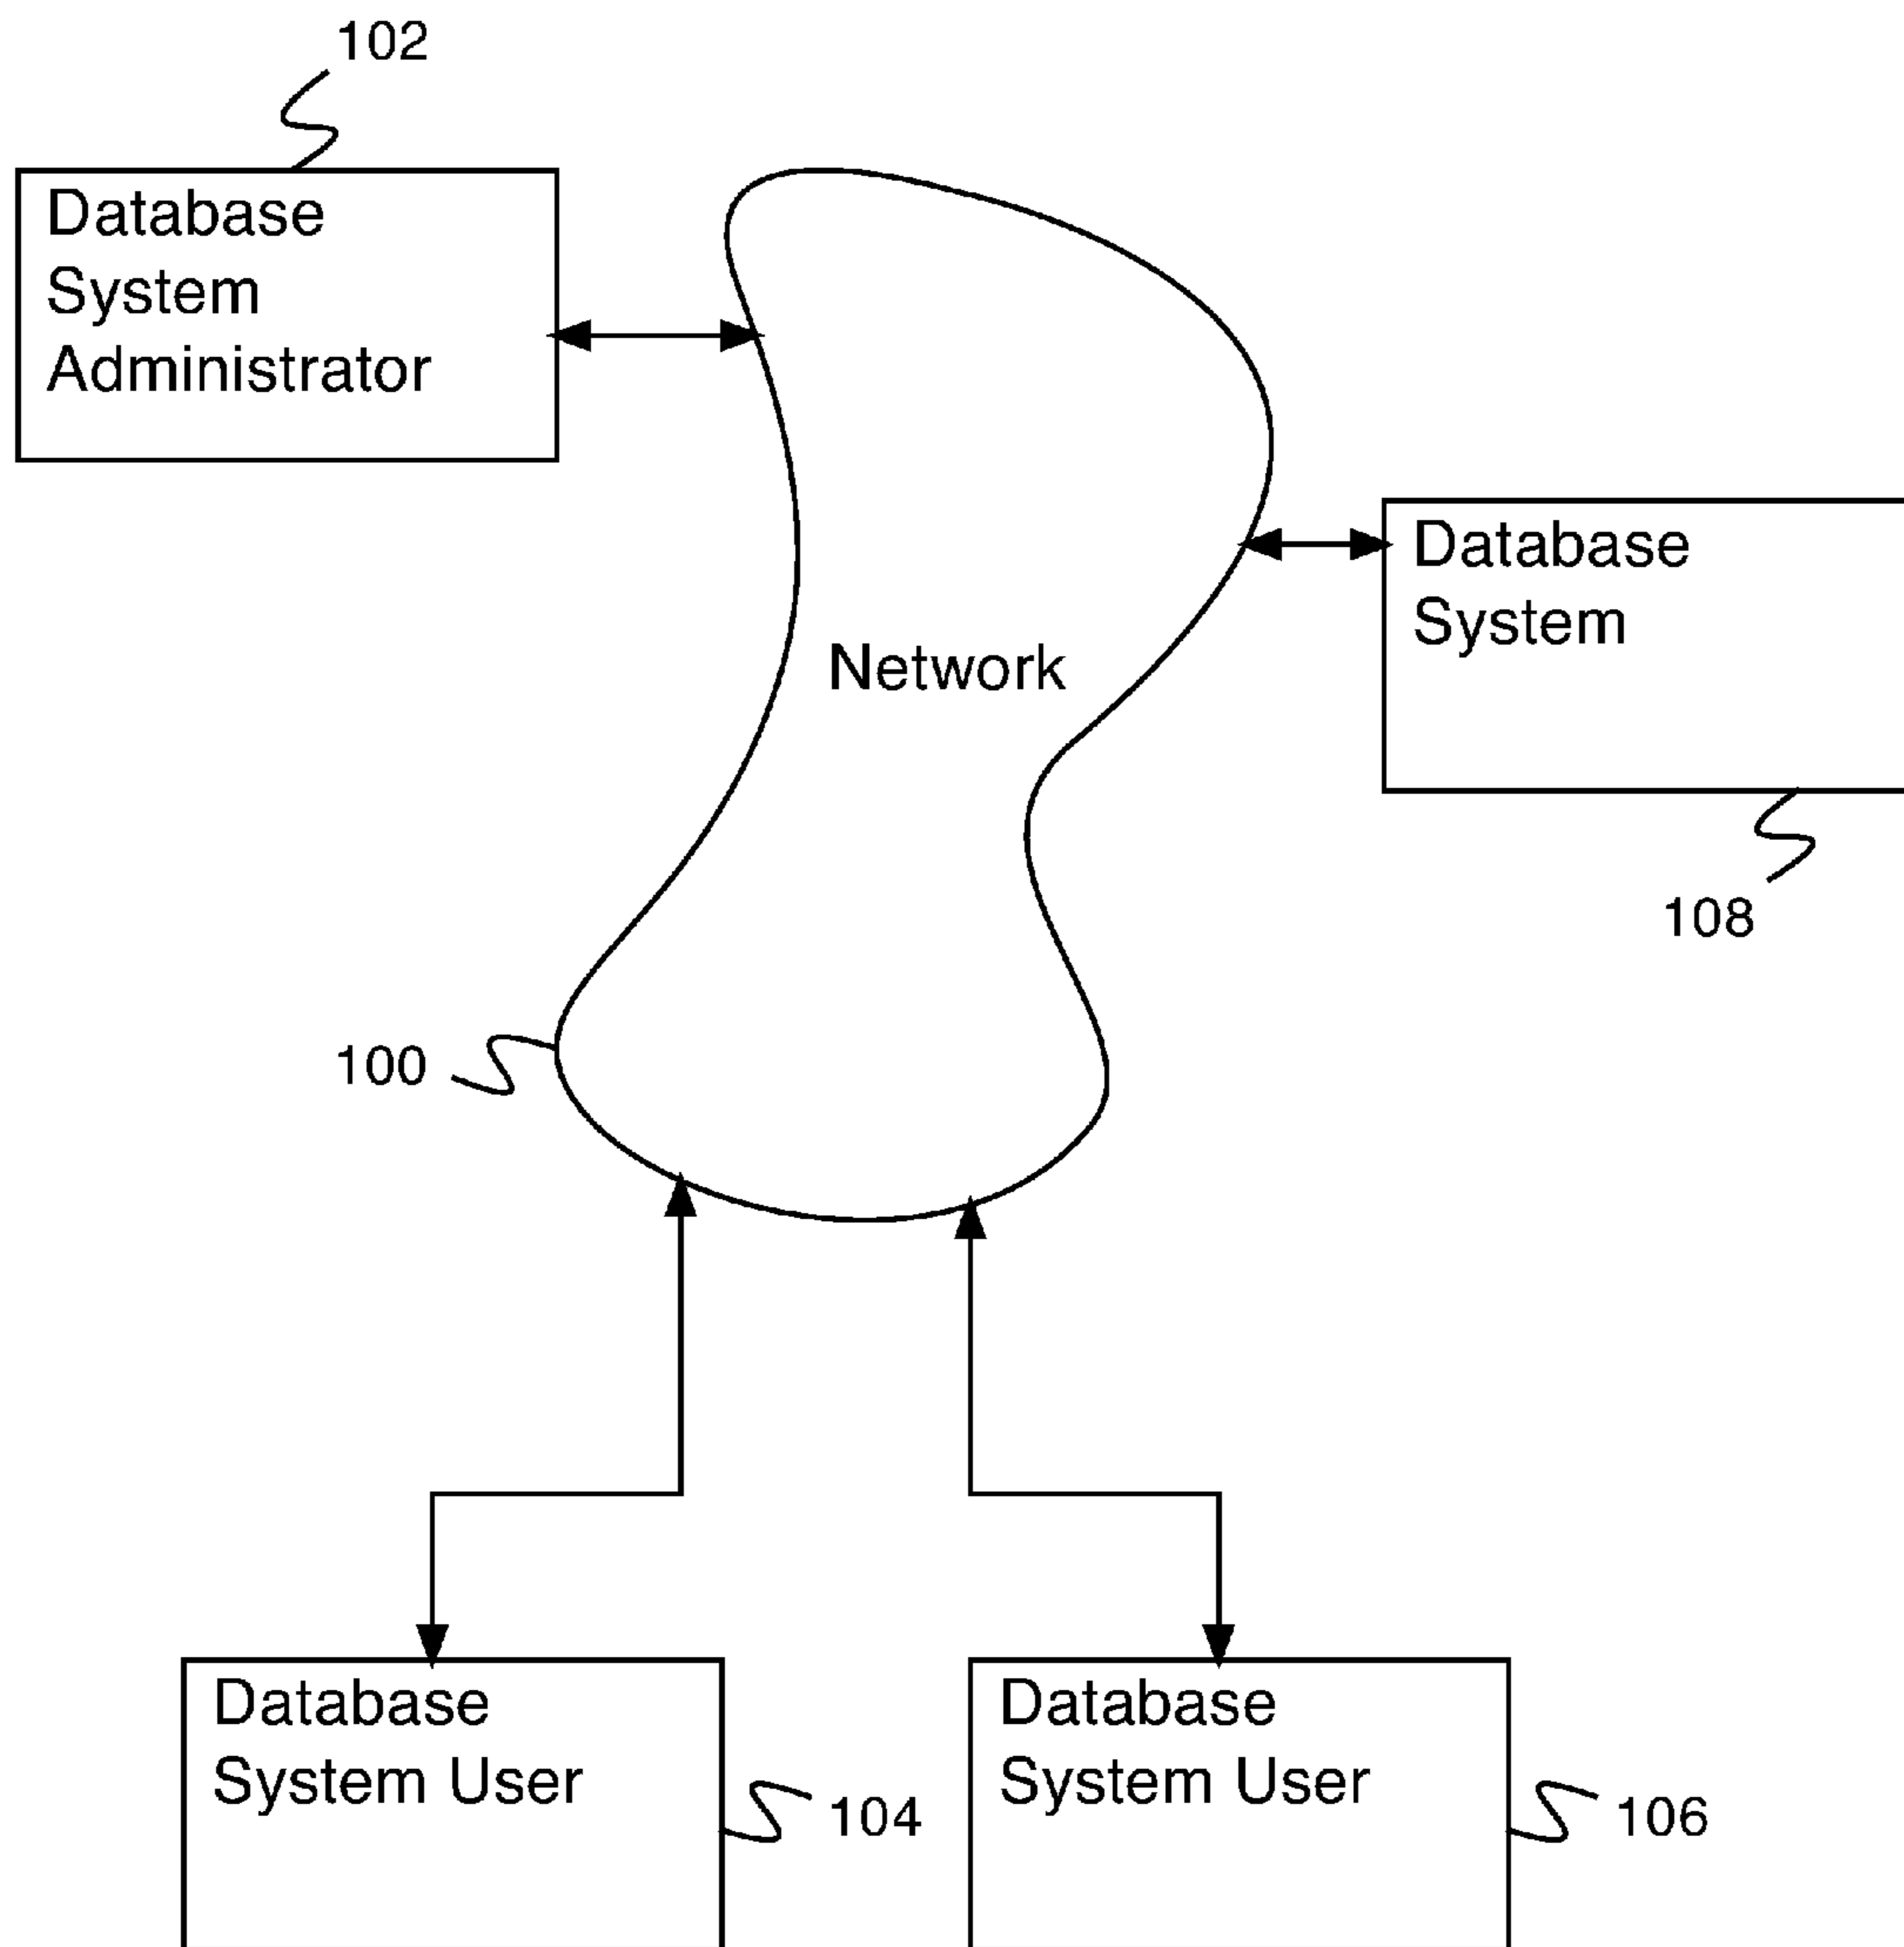 102
Database
System
Administrator
Database
System
Network
108
100
Database
System User
104
Database
System User
106